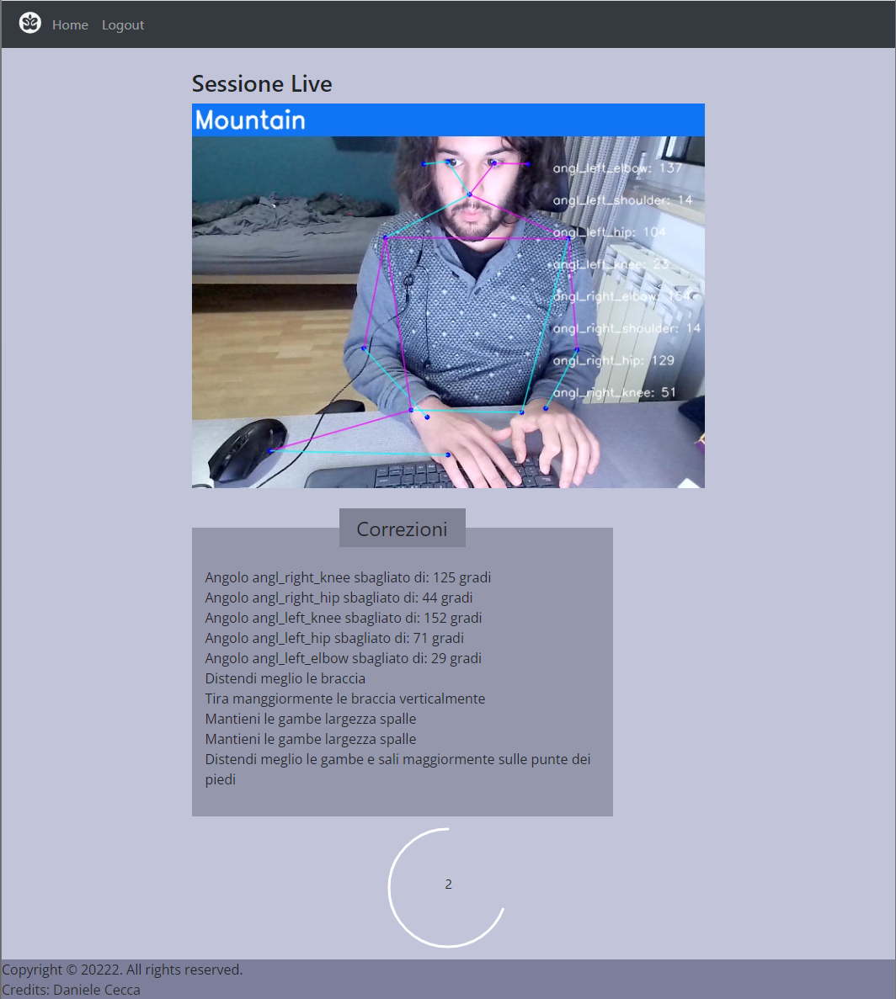 Home Logout
Sessione Live
Mountain
angl_left_elbow: 137
angl_left_shoulder: 14
angl_left_hip: 104
angl_left_knee: 23
angl_right_elbow: 154
angl_right_shoulder: 14
angl_right_hip: 129
angl_right_knee: 51
Correzioni
Angolo angl_right_knee sbagliato di: 125 gradi
Angolo angl_right_hip sbagliato di: 44 gradi
Angolo angl_left_knee sbagliato di: 152 gradi
Angolo angl_left_hip sbagliato di: 71 gradi
Angolo angl_left_elbow sbagliato di: 29 gradi
Distendi meglio le braccia
Tira manggiormente le braccia verticalmente
Mantieni le gambe largezza spalle
Mantieni le gambe largezza spalle
Distendi meglio le gambe e sali maggiormente sulle punte dei
piedi
2
Copyright © 20222. All rights reserved.
Credits: Daniele Cecca